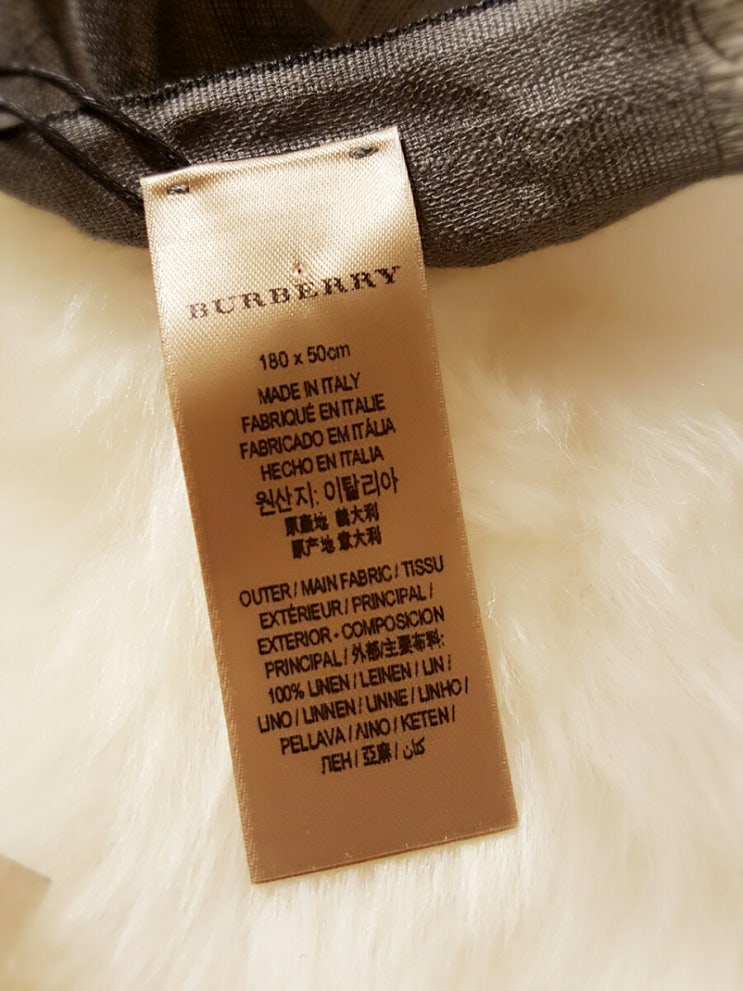 BURBERRY
180 x 50cm
MADE IN ITALY
FABRIQUÉ EN ITALIE
FABRICADO EM ITÁLIA
HECHO EN ITALIA
원산지: 이탈리아
原產地 義大利
原产地 意大利
OUTER / MAIN FABRIC / TISSU
EXTÉRIEUR / PRINCIPAL /
EXTERIOR - COMPOSICION
PRINCIPAL / 外部/主要布料:
100% LINEN / LEINEN / LIN /
LINO / LINNEN / LINNE / LINHO /
PELLAVA / ΛΙΝΟ / KETEN /
ЛЕН / 亞麻 / كتان